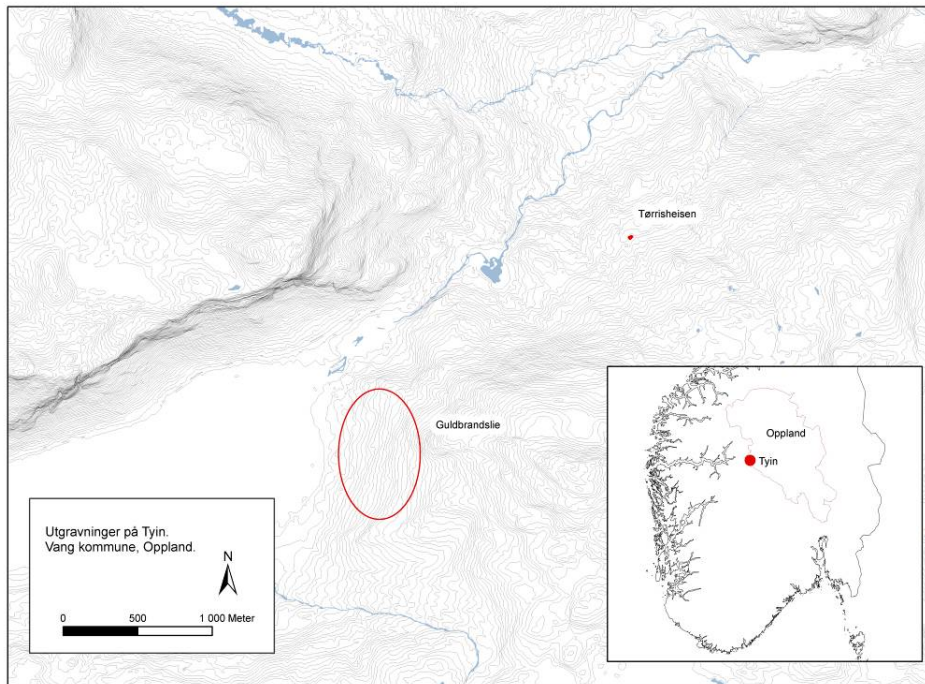 Tørrisheisen
Guldbrandslie
Oppland
Tyin
Utgravninger på Tyin.
Vang kommune, Oppland.
N
0 500 1 000 Meter